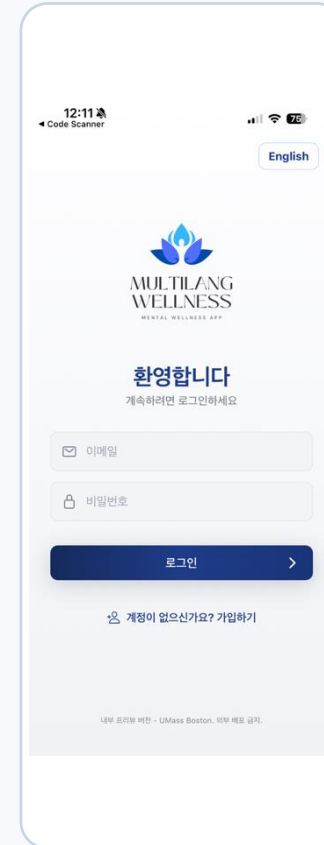 12:11
◀ Code Scanner
75
English
MULTILANG
WELLNESS
MENTAL WELLNESS APP
환영합니다
계속하려면 로그인하세요
이메일
비밀번호
로그인
계정이 없으신가요? 가입하기
내부 프리뷰 버전 - UMass Boston. 외부 배포 금지.